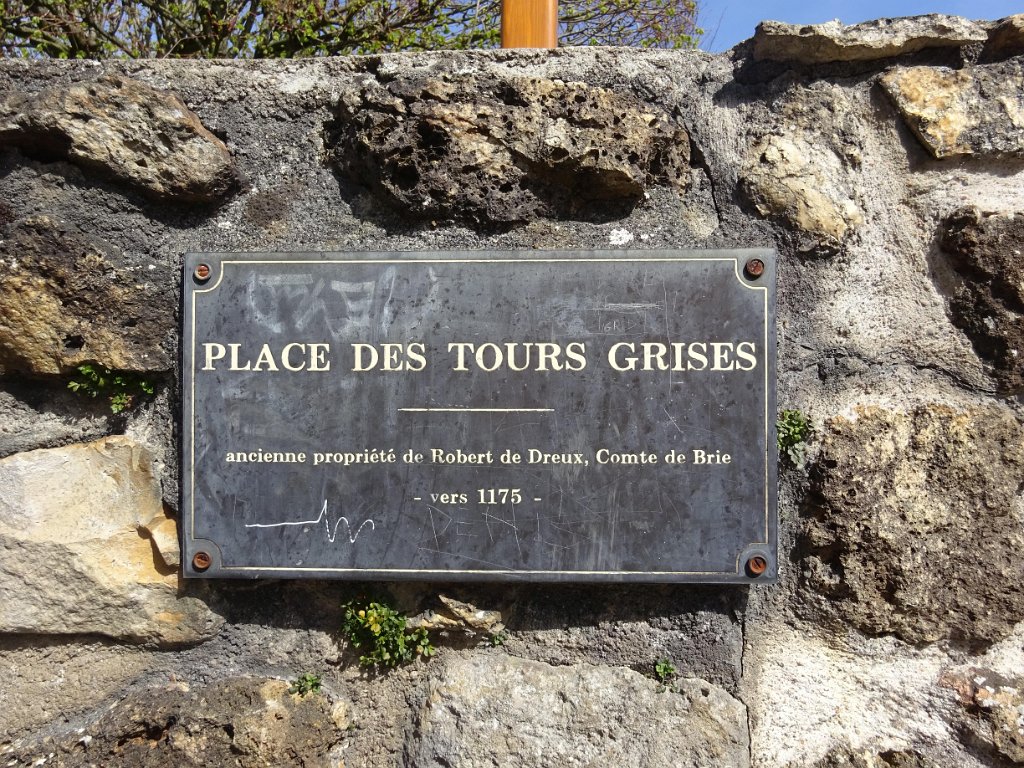 PLACE DES TOURS GRISES
ancienne propriété de Robert de Dreux, Comte de Brie
- vers 1175 -